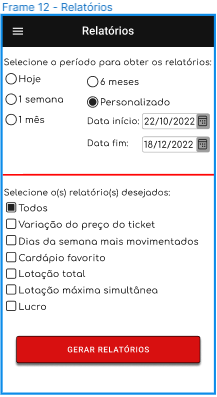 Frame 12 - Relatórios
Relatórios
Selecione o período para obter os relatórios:
Hoje
6 meses
1 semana
Personalizado
1 mês
Data início: 22/10/2022
Data fim: 18/12/2022
Selecione o(s) relatório(s) desejados:
Todos
Variação do preço do ticket
Dias da semana mais movimentados
Cardápio favorito
Lotação total
Lotação máxima simultânea
Lucro
GERAR RELATÓRIOS